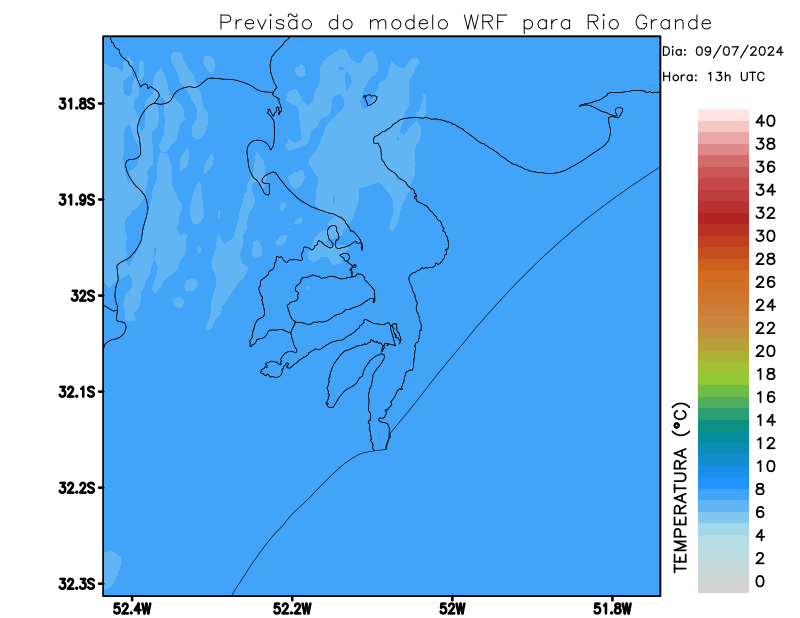 Previsão do modelo WRF para Rio Grande
Dia: 09/07/2024
Hora: 13h UTC
31.8S
31.9S
32S
32.1S
32.2S
32.3S
52.4W
52.2W
52W
51.8W
TEMPERATURA (°C)
40
38
36
34
32
30
28
26
24
22
20
18
16
14
12
10
8
6
4
2
0